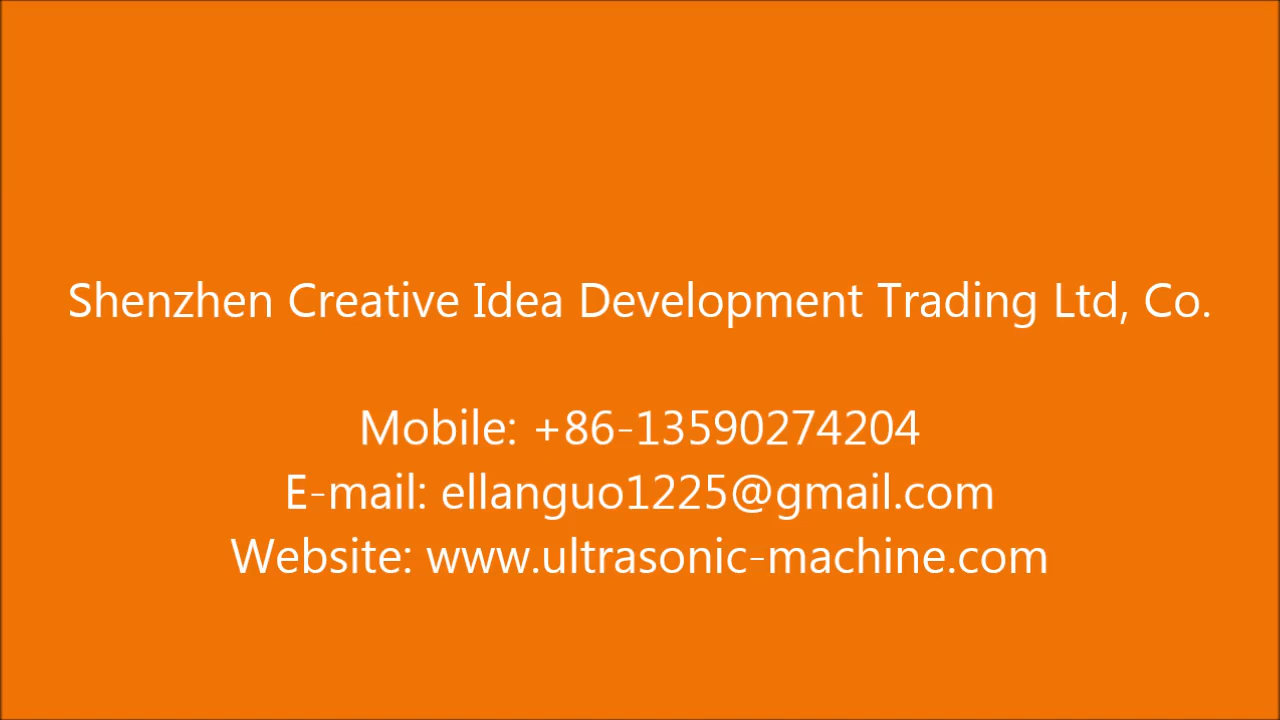 Shenzhen Creative Idea Development Trading Ltd, Co.
Mobile: +86-13590274204
E-mail: ellanguo1225@gmail.com
Website: www.ultrasonic-machine.com